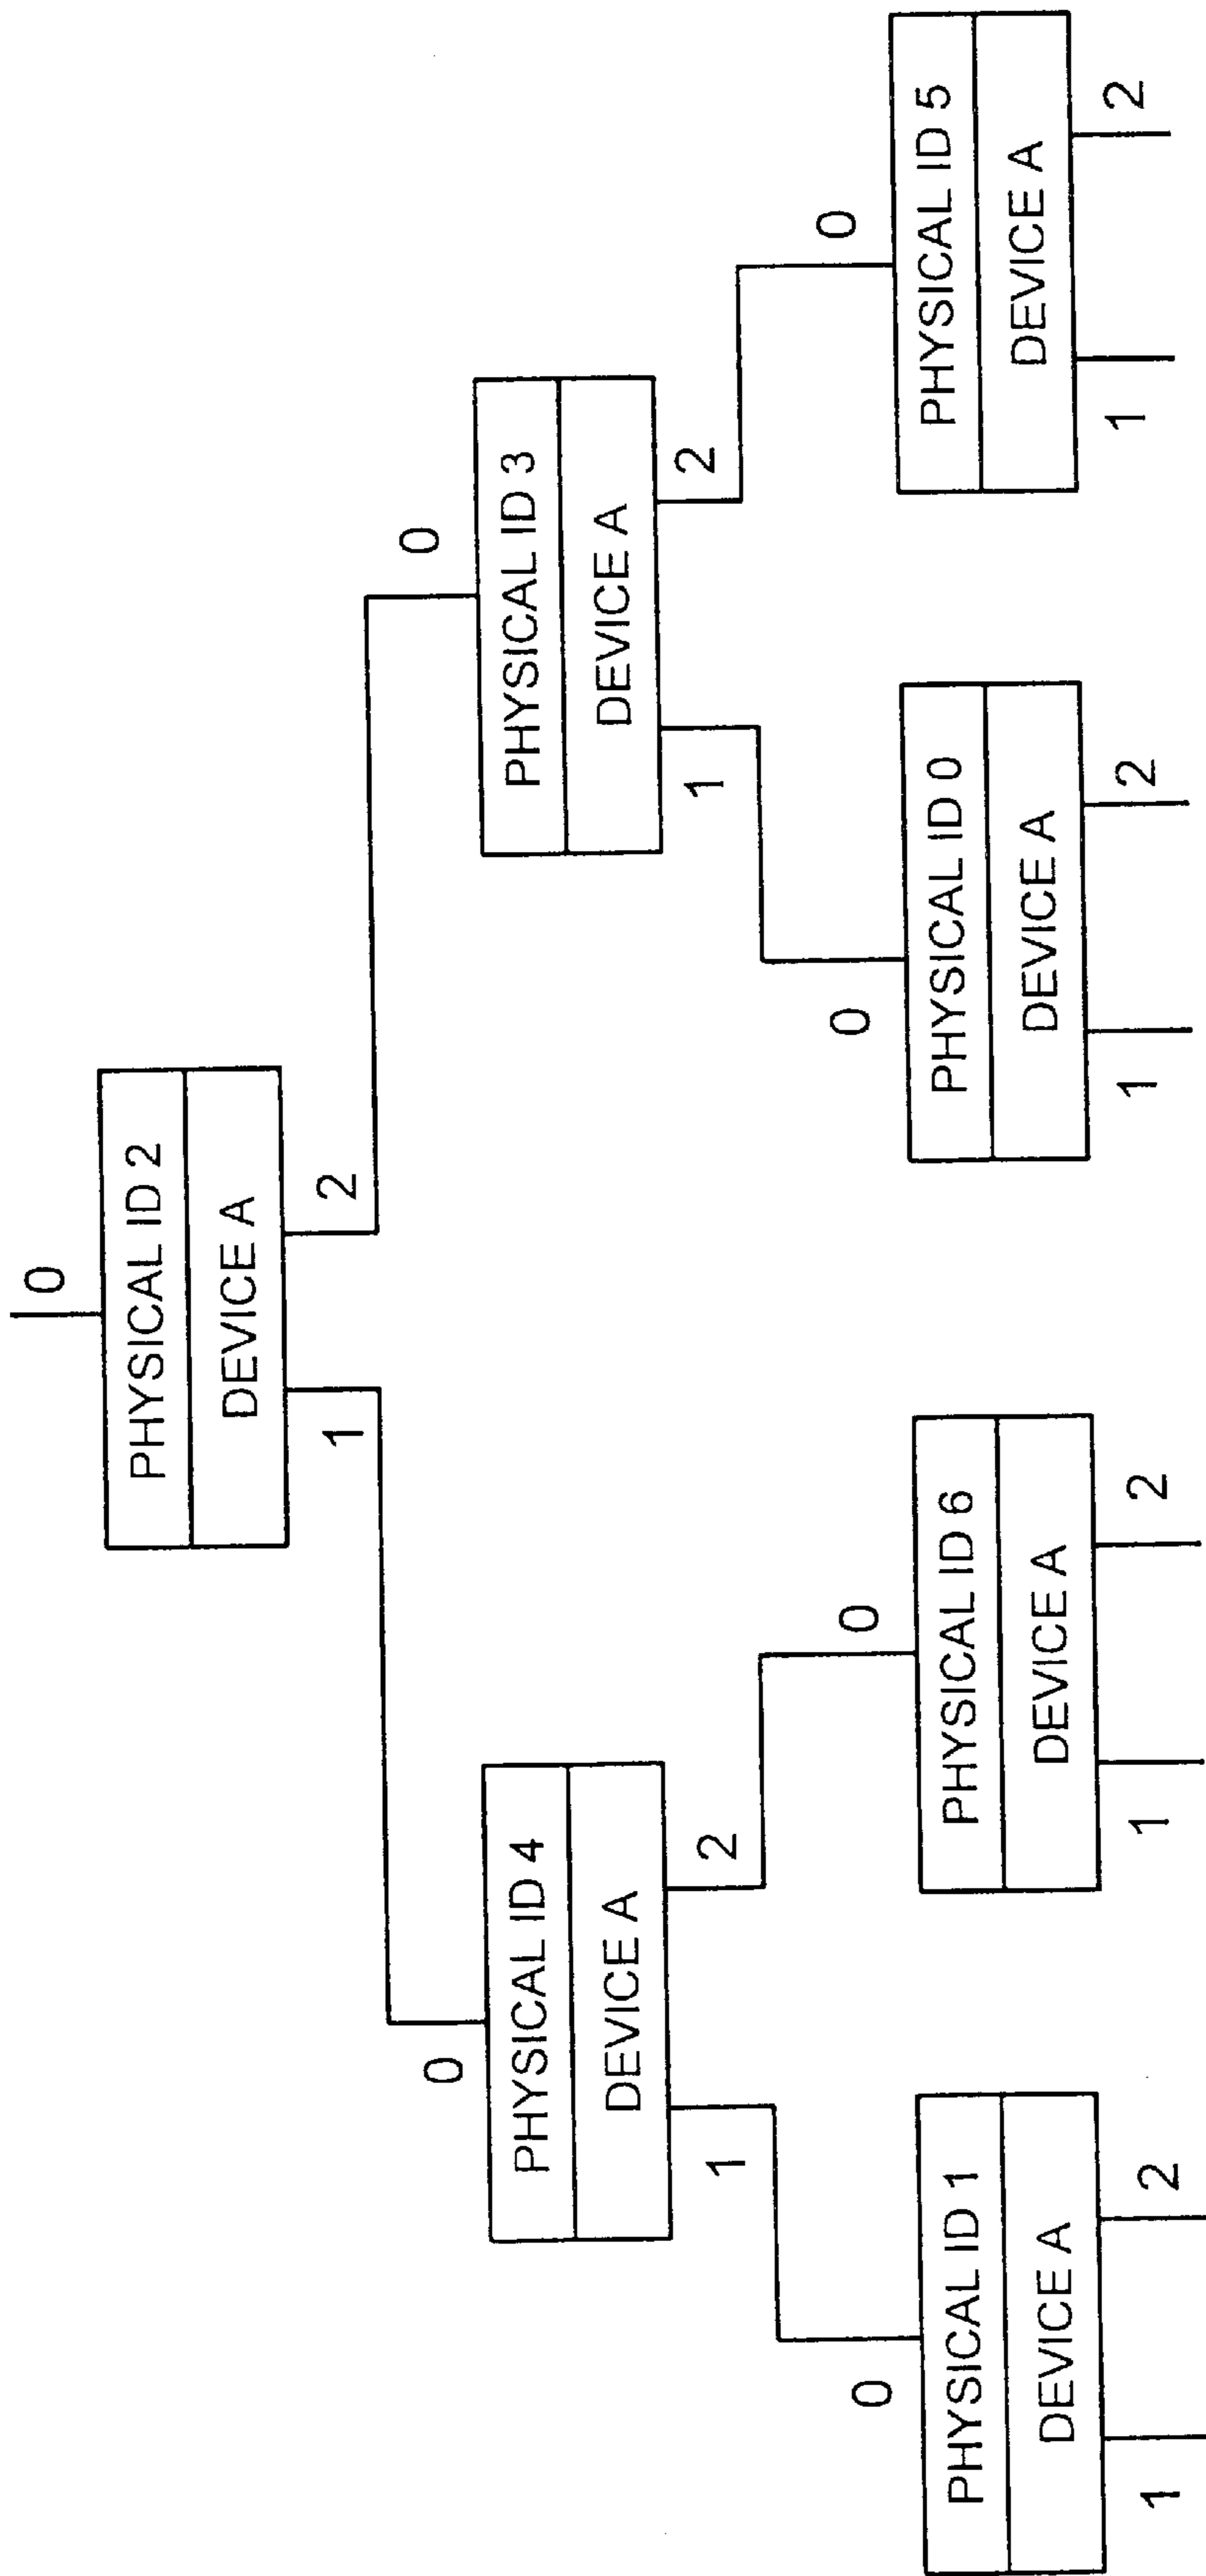 0
PHYSICAL ID 2
DEVICE A
1 2
0 0
PHYSICAL ID 4 PHYSICAL ID 3
DEVICE A DEVICE A
1 2 1 2
0 0 0 0
PHYSICAL ID 1 PHYSICAL ID 6 PHYSICAL ID 0 PHYSICAL ID 5
DEVICE A DEVICE A DEVICE A DEVICE A
1 2 1 2 1 2 1 2